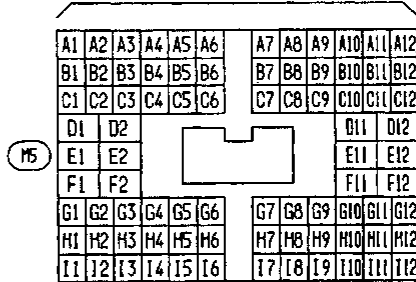 A1 A2 A3 A4 A5 A6 A7 A8 A9 A10 A11 A12
B1 B2 B3 B4 B5 B6 B7 B8 B9 B10 B11 B12
C1 C2 C3 C4 C5 C6 C7 C8 C9 C10 C11 C12
D1 D2 D11 D12
M5 E1 E2 E11 E12
F1 F2 F11 F12
G1 G2 G3 G4 G5 G6 G7 G8 G9 G10 G11 G12
H1 H2 H3 H4 H5 H6 H7 H8 H9 H10 H11 H12
I1 I2 I3 I4 I5 I6 I7 I8 I9 I10 I11 I12